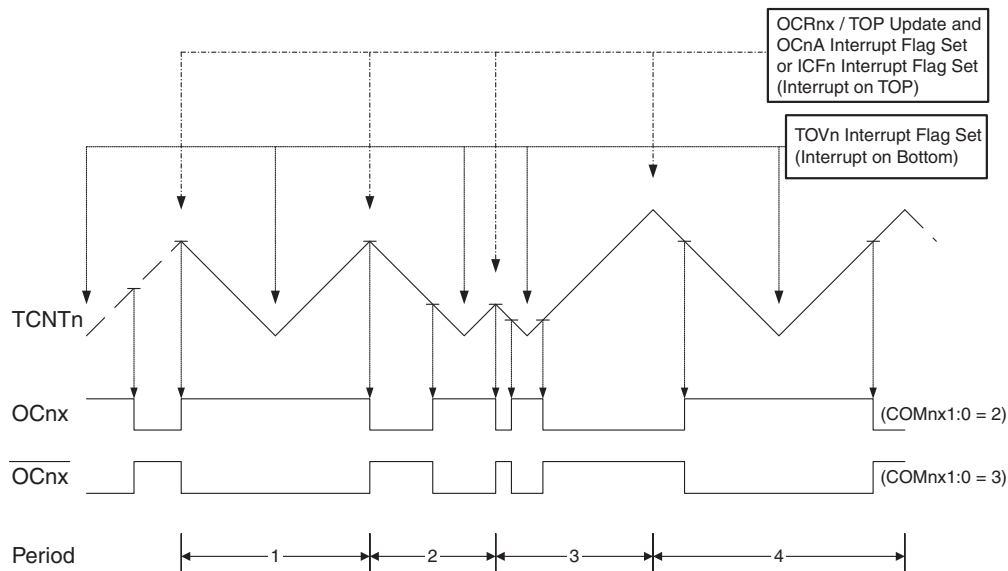 OCRnx / TOP Update and
OCnA Interrupt Flag Set
or ICFn Interrupt Flag Set
(Interrupt on TOP)
TOVn Interrupt Flag Set
(Interrupt on Bottom)
TCNTn
OCnx
(COMnx1:0 = 2)
OCnx
(COMnx1:0 = 3)
Period
1
2
3
4